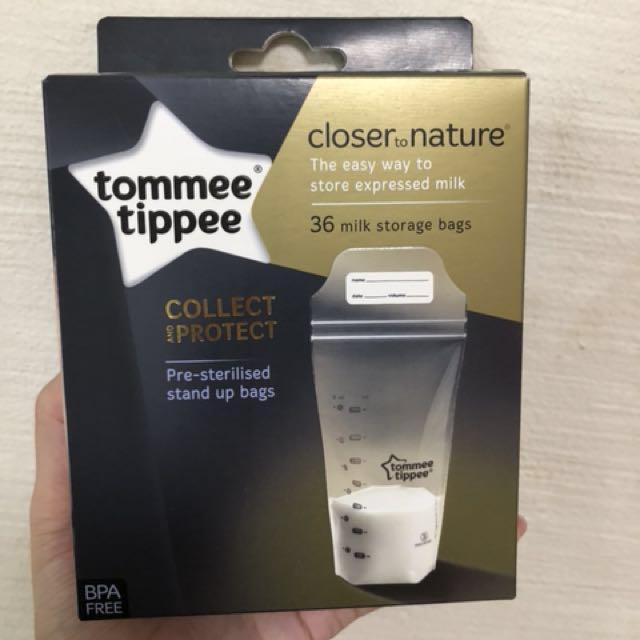 tommee®
tippee
closer to nature®
The easy way to
store expressed milk
36 milk storage bags
COLLECT
AND PROTECT
Pre-sterilised
stand up bags
name:
date: volume:
tommee
tippee
BPA
FREE